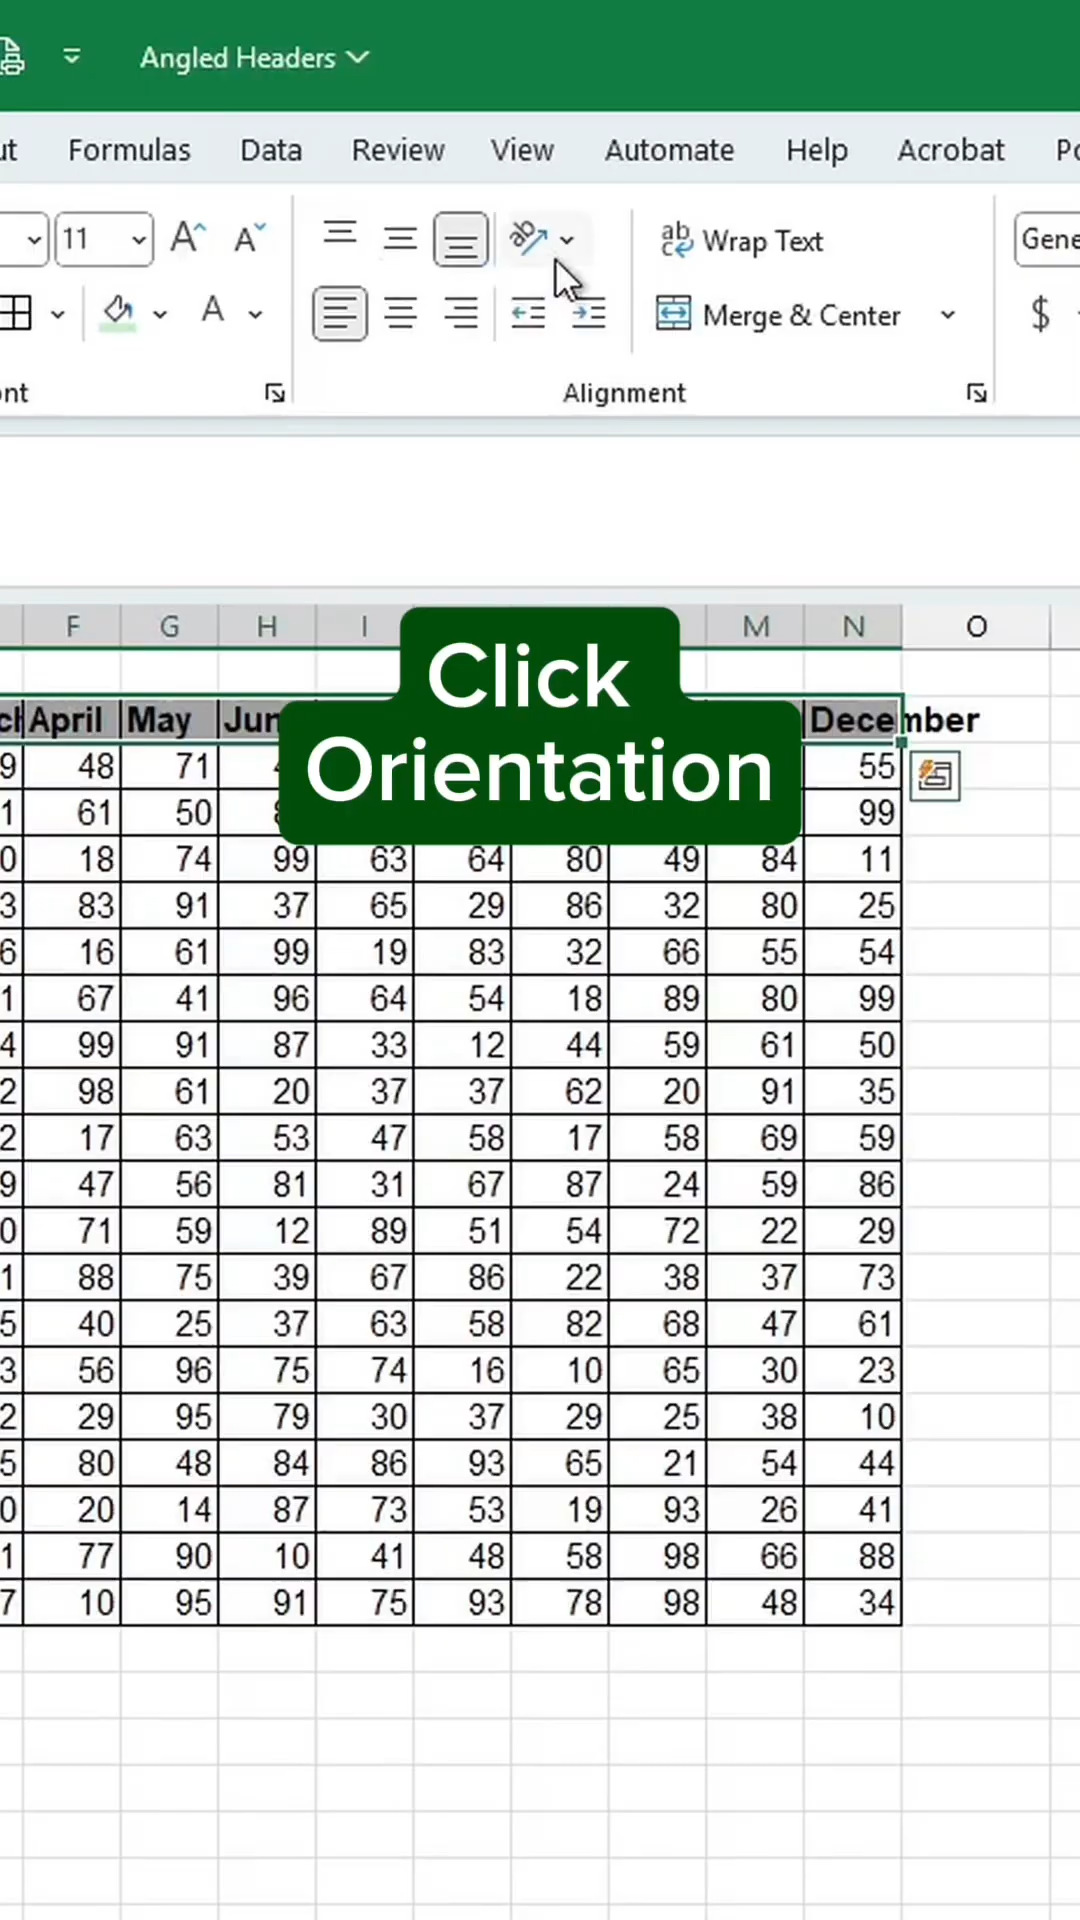 Angled Headers
Formulas Data Review View Automate Help Acrobat
11 Wrap Text
A A
A Merge & Center $
Alignment
F G H I M N O
Click
Orientation
April May Dece mber
9 48 71 55
1 61 50 99
0 18 74 99 63 64 80 49 84 11
3 83 91 37 65 29 86 32 80 25
6 16 61 99 19 83 32 66 55 54
1 67 41 96 64 54 18 89 80 99
4 99 91 87 33 12 44 59 61 50
2 98 61 20 37 37 62 20 91 35
2 17 63 53 47 58 17 58 69 59
9 47 56 81 31 67 87 24 59 86
0 71 59 12 89 51 54 72 22 29
1 88 75 39 67 86 22 38 37 73
5 40 25 37 63 58 82 68 47 61
3 56 96 75 74 16 10 65 30 23
2 29 95 79 30 37 29 25 38 10
5 80 48 84 86 93 65 21 54 44
0 20 14 87 73 53 19 93 26 41
1 77 90 10 41 48 58 98 66 88
7 10 95 91 75 93 78 98 48 34